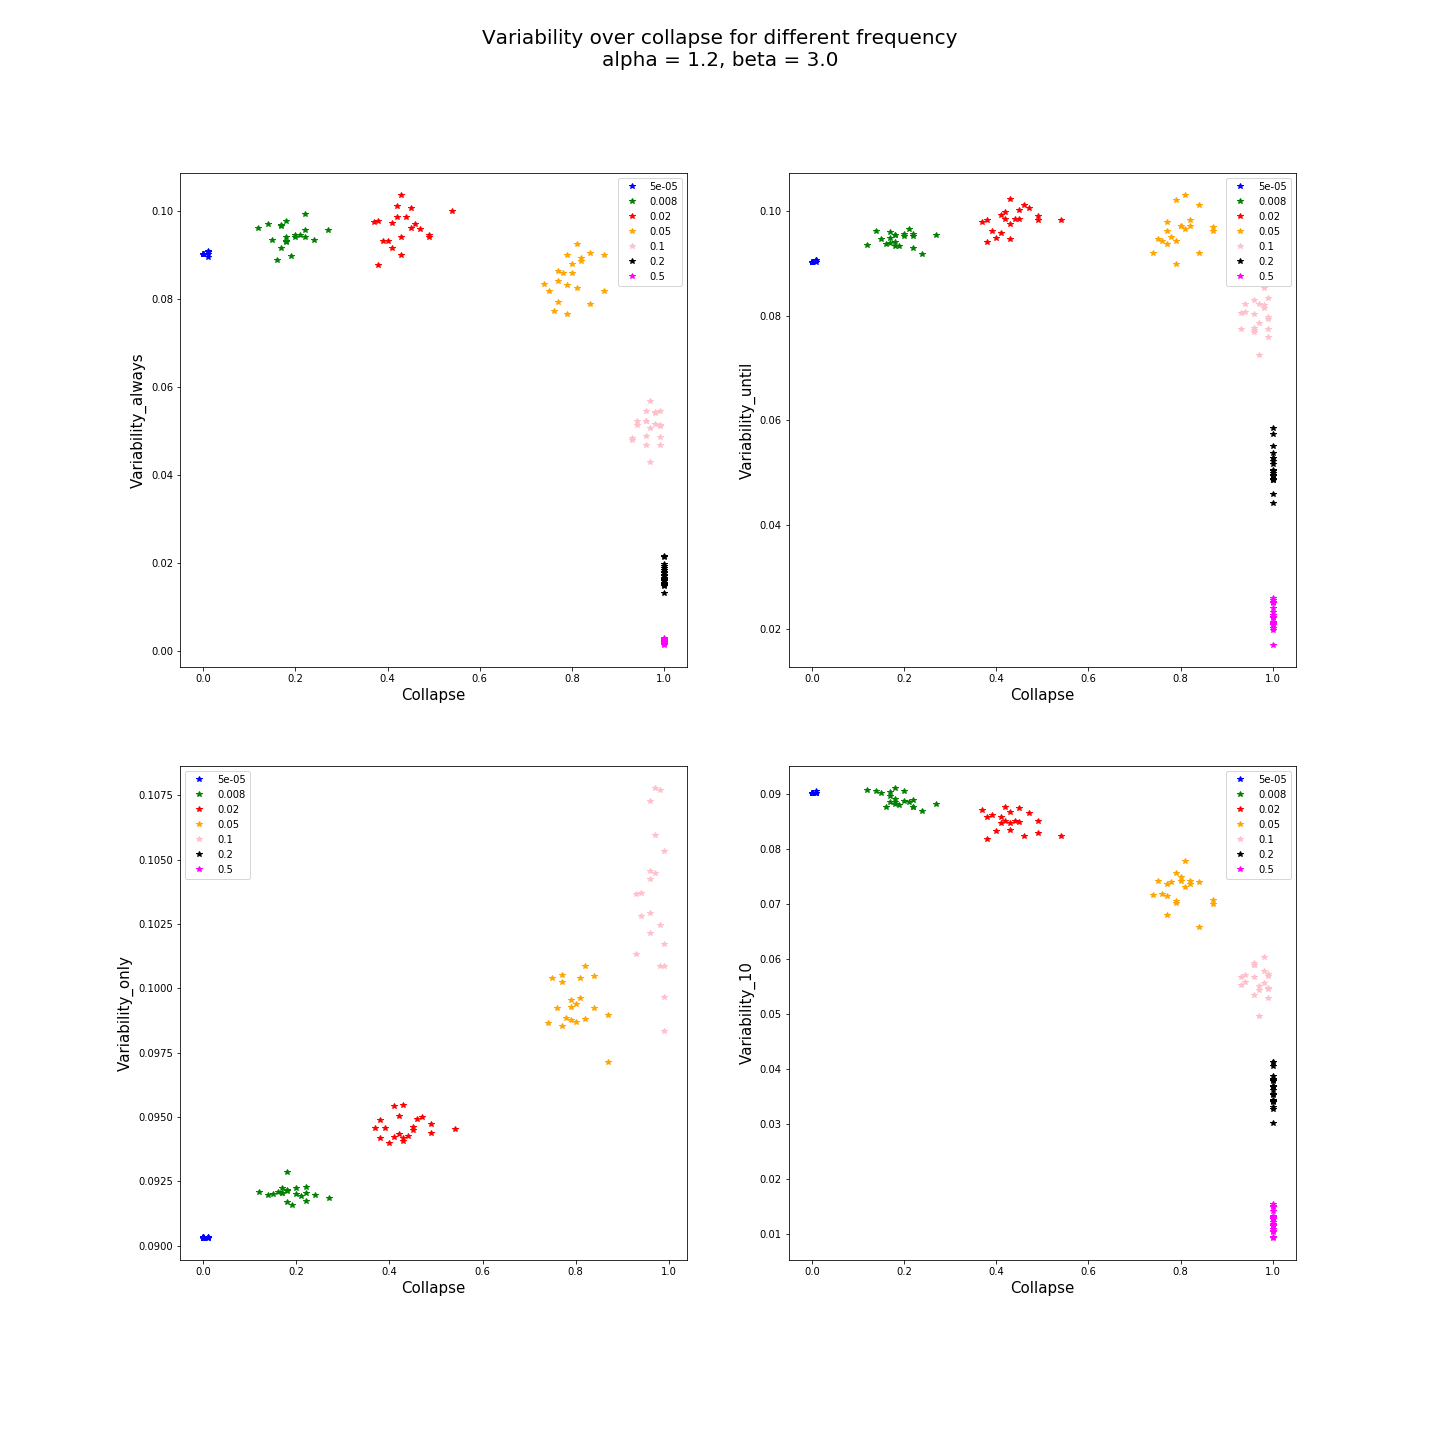 Variability over collapse for different frequency
alpha = 1.2, beta = 3.0
0.10
0.08
0.06
0.04
0.02
0.00
Variability_always
0.0 0.2 0.4 0.6 0.8 1.0
Collapse
5e-05
0.008
0.02
0.05
0.1
0.2
0.5
0.10
0.08
0.06
0.04
0.02
Variability_until
0.0 0.2 0.4 0.6 0.8 1.0
Collapse
5e-05
0.008
0.02
0.05
0.1
0.2
0.5
0.1075
0.1050
0.1025
0.1000
0.0975
0.0950
0.0925
0.0900
Variability_only
0.0 0.2 0.4 0.6 0.8 1.0
Collapse
5e-05
0.008
0.02
0.05
0.1
0.2
0.5
0.09
0.08
0.07
0.06
0.05
0.04
0.03
0.02
0.01
Variability_10
0.0 0.2 0.4 0.6 0.8 1.0
Collapse
5e-05
0.008
0.02
0.05
0.1
0.2
0.5